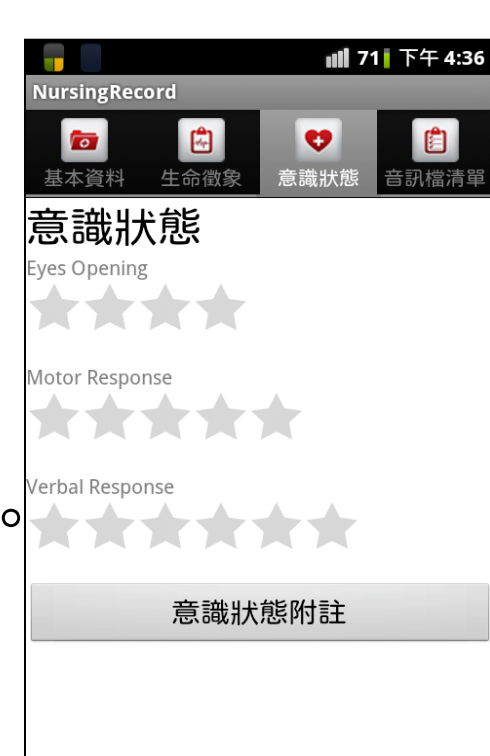 71 下午 4:36
NursingRecord
基本資料 生命徵象 意識狀態 音訊檔清單
意識狀態
Eyes Opening
Motor Response
Verbal Response
意識狀態附註